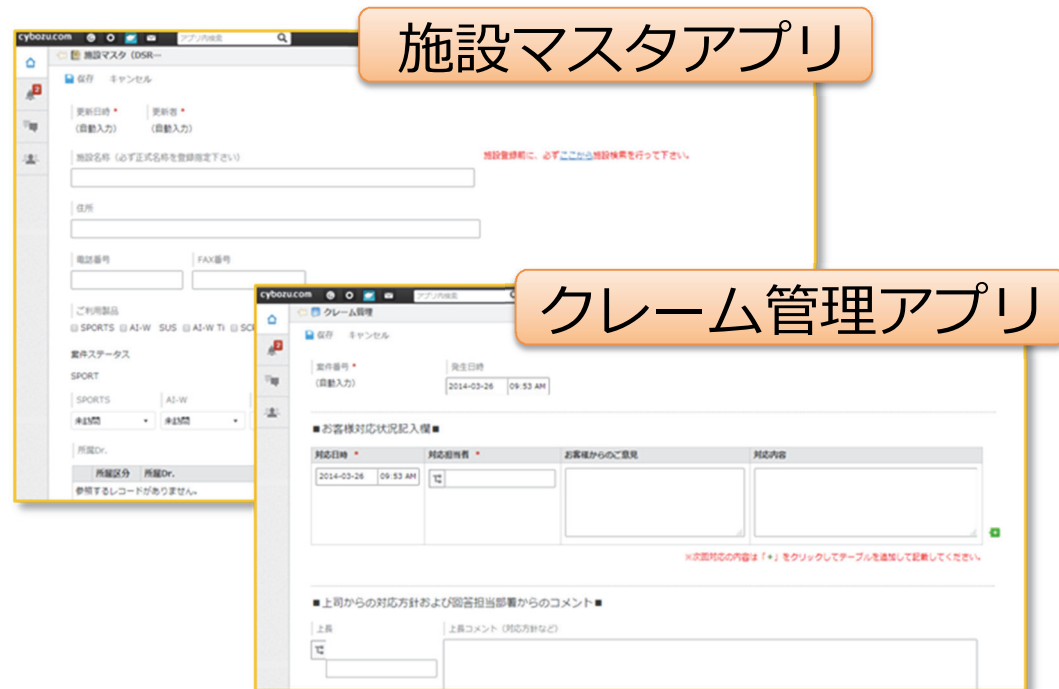 施設マスタアプリ
cybozu.com アプリ内検索
施設マスタ (DSR…
保存 キャンセル
2
更新日時 * 更新者 *
(自動入力) (自動入力)
施設名称 (必ず正式名称を登録指定下さい) 施設登録前に、必ずここから施設検索を行って下さい。
住所
電話番号 FAX番号
ご利用製品
SPORTS AI-W SUS AI-W Ti
案件ステータス
SPORT
SPORTS AI-W
未訪問 未訪問
所属Dr.
所属区分 所属Dr.
参照するレコードがありません。
クレーム管理アプリ
cybozu.com アプリ内検索
クレーム管理
保存 キャンセル
2
案件番号 * 発生日時
(自動入力) 2014-03-26 09:53 AM
■お客様対応状況記入欄■
対応日時 * 対応担当者 * お客様からのご意見 対応内容
2014-03-26 09:53 AM
※次回対応の内容は「+」をクリックしてテーブルを追加して記載してください。
■上司からの対応方針および回答担当部署からのコメント■
上長 上長コメント (対応方針など)